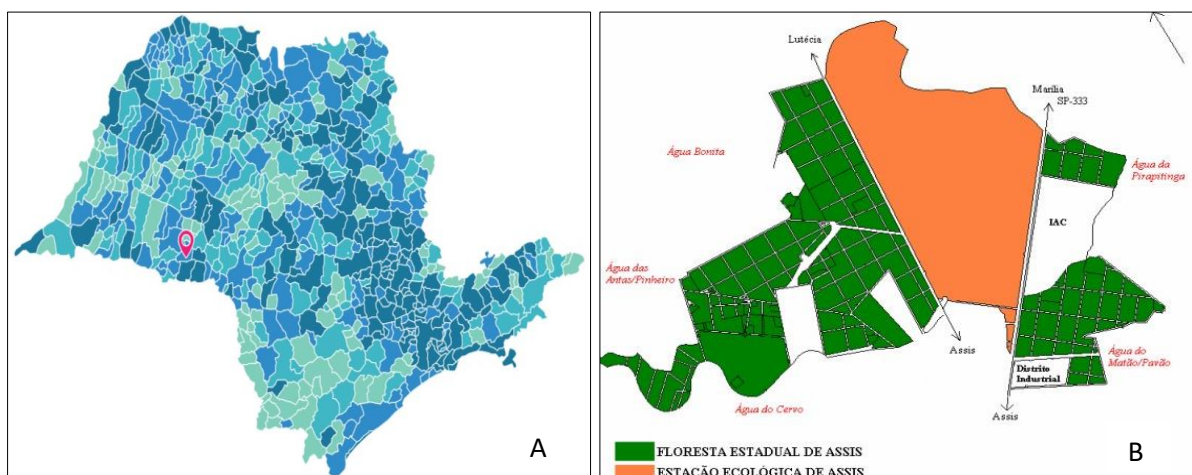 A
Lutécia
Marília
SP-333
Água Bonita
Água da
Pirapitinga
IAC
Água das
Antas/Pinheiro
Assis
Água do
Matão/Pavão
Distrito
Industrial
Assis
Água do Cervo
FLORESTA ESTADUAL DE ASSIS
ESTAÇÃO ECOLÓGICA DE ASSIS
B